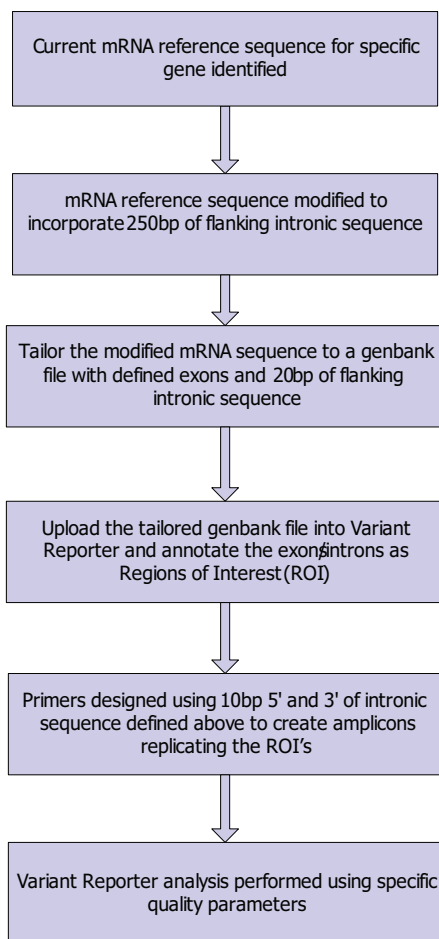 Current mRNA reference sequence for specific
gene identified
mRNA reference sequence modified to
incorporate 250bp of flanking intronic sequence
Tailor the modified mRNA sequence to a genbank
file with defined exons and 20bp of flanking
intronic sequence
Upload the tailored genbank file into Variant
Reporter and annotate the exons/introns as
Regions of Interest (ROI)
Primers designed using 10bp 5' and 3' of intronic
sequence defined above to create amplicons
replicating the ROI's
Variant Reporter analysis performed using specific
quality parameters